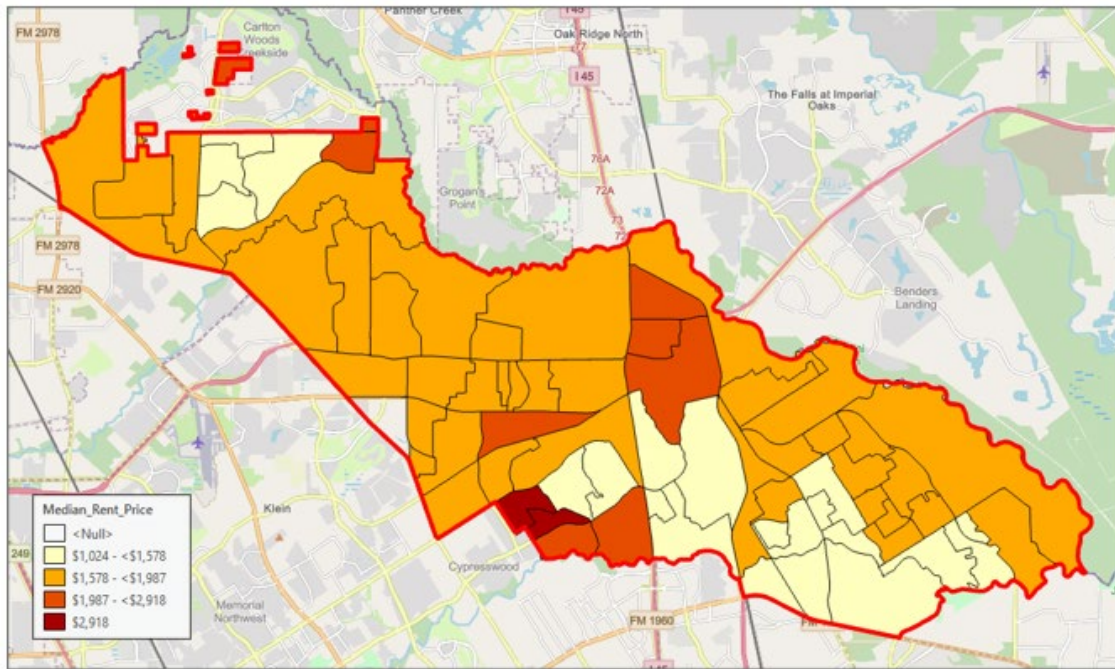 Panther Creek
I 45
FM 2978
Carlton
Woods
Creekside
Oak Ridge North
77
I 45
The Falls at Imperial
Oaks
76A
72A
Grogan's
Point
73
FM 2978
FM 2920
Benders
Landing
Median_Rent_Price
<Null>
$1,024 - <$1,578
$1,578 - <$1,987
$1,987 - <$2,918
$2,918
Klein
249
Cypresswood
Memorial
Northwest
FM 1960